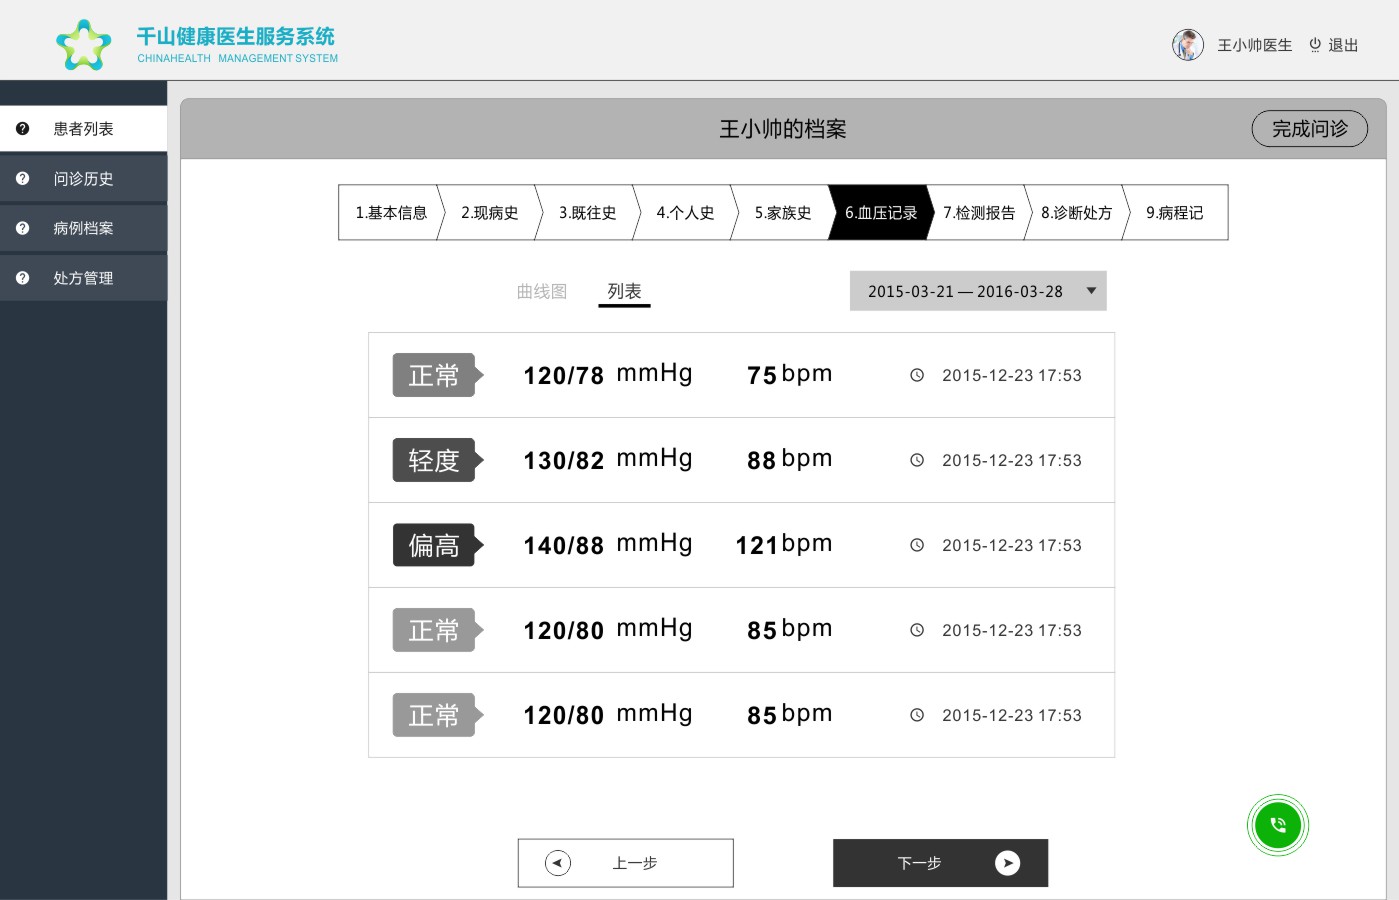 千山健康医生服务系统
CHINAHEALTH MANAGEMENT SYSTEM
王小帅医生 退出
患者列表
问诊历史
病例档案
处方管理
王小帅的档案
完成问诊
1.基本信息 2.现病史 3.既往史 4.个人史 5.家族史 6.血压记录 7.检测报告 8.诊断处方 9.病程记
曲线图 列表 2015-03-21 — 2016-03-28
正常 120/78 mmHg 75 bpm 2015-12-23 17:53
轻度 130/82 mmHg 88 bpm 2015-12-23 17:53
偏高 140/88 mmHg 121 bpm 2015-12-23 17:53
正常 120/80 mmHg 85 bpm 2015-12-23 17:53
正常 120/80 mmHg 85 bpm 2015-12-23 17:53
上一步 下一步